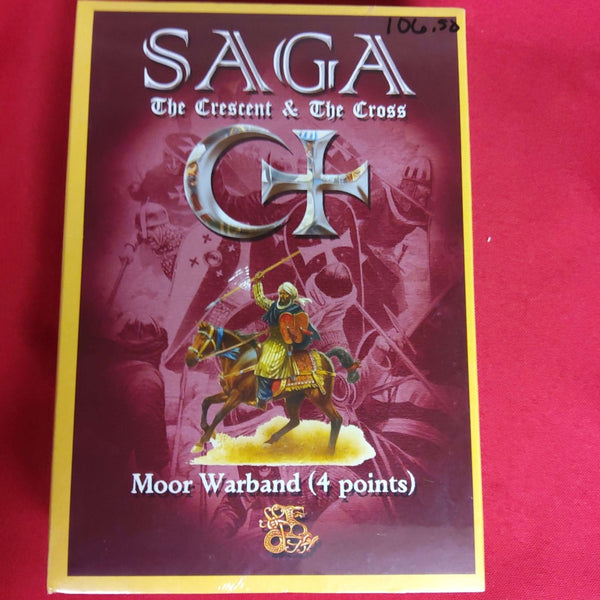 106.50
SAGA
The Crescent & The Cross
Moor Warband (4 points)